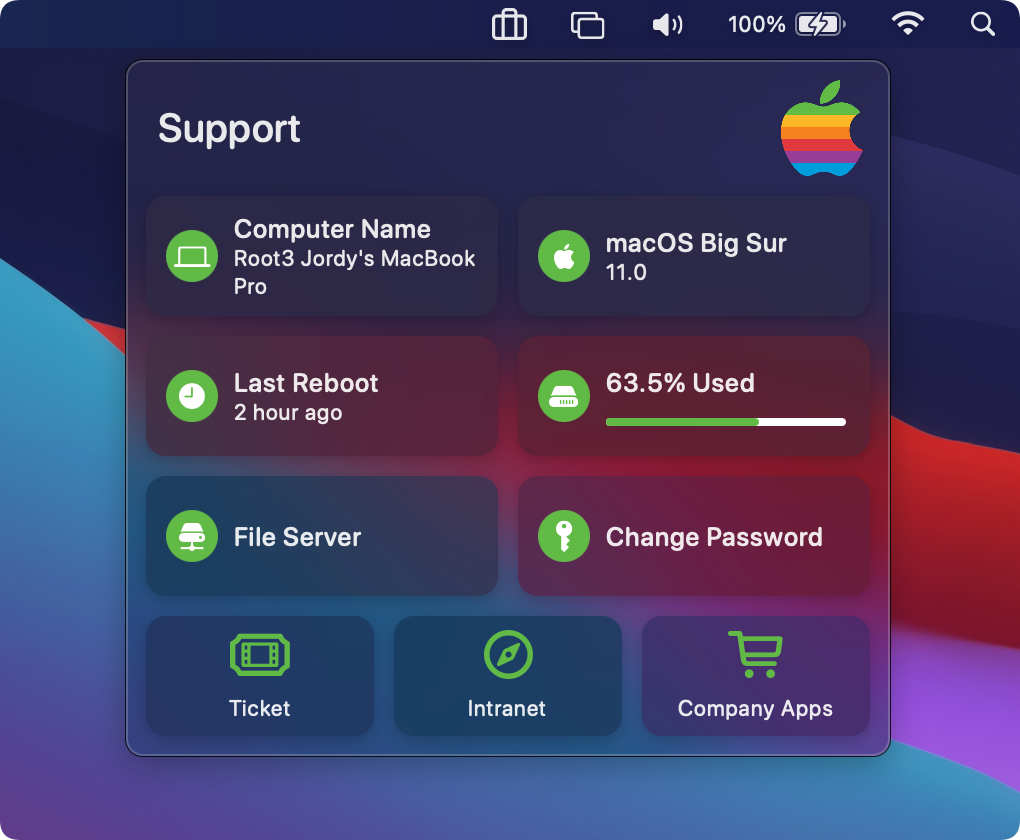 100%
Support
Computer Name
Root3 Jordy's MacBook
Pro
macOS Big Sur
11.0
Last Reboot
2 hour ago
63.5% Used
File Server
Change Password
Ticket
Intranet
Company Apps